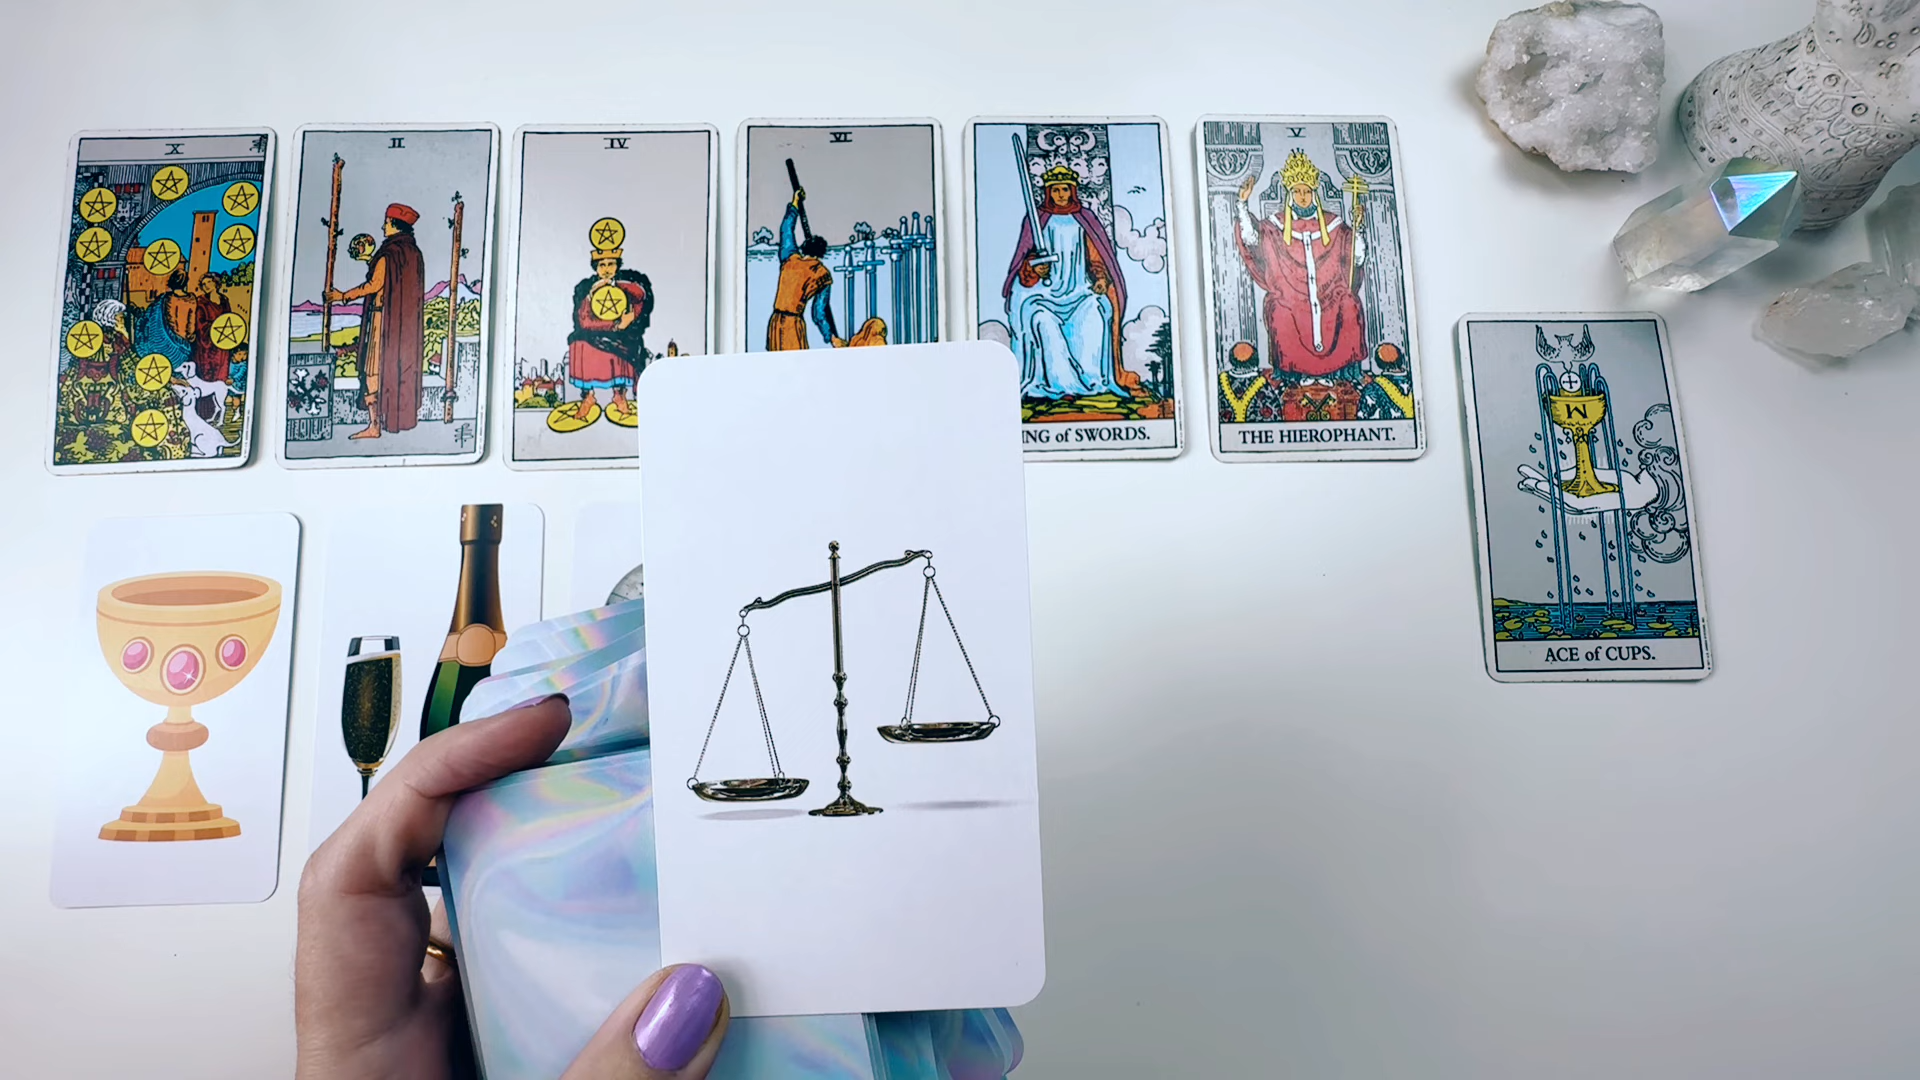 X
II
IV
VI
V
ING of SWORDS.
THE HIEROPHANT.
W
ACE of CUPS.